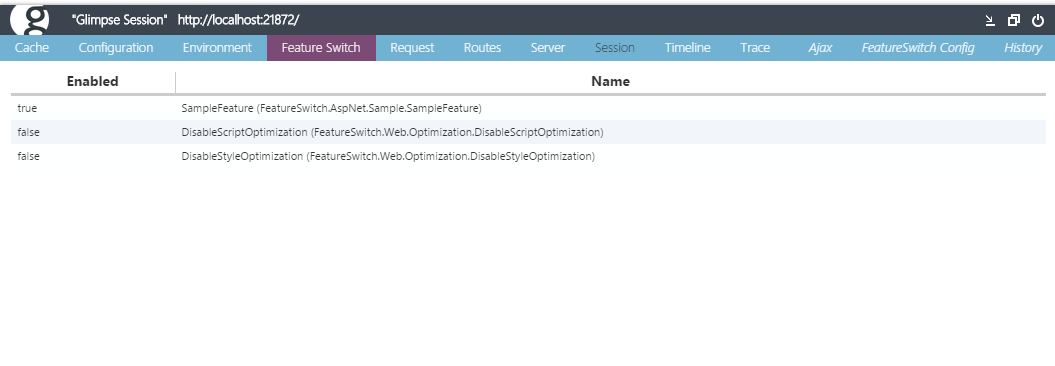 g "Glimpse Session" http://localhost:21872/
Cache Configuration Environment Feature Switch Request Routes Server Session Timeline Trace Ajax FeatureSwitch Config History
Enabled Name
true SampleFeature (FeatureSwitch.AspNet.Sample.SampleFeature)
false DisableScriptOptimization (FeatureSwitch.Web.Optimization.DisableScriptOptimization)
false DisableStyleOptimization (FeatureSwitch.Web.Optimization.DisableStyleOptimization)